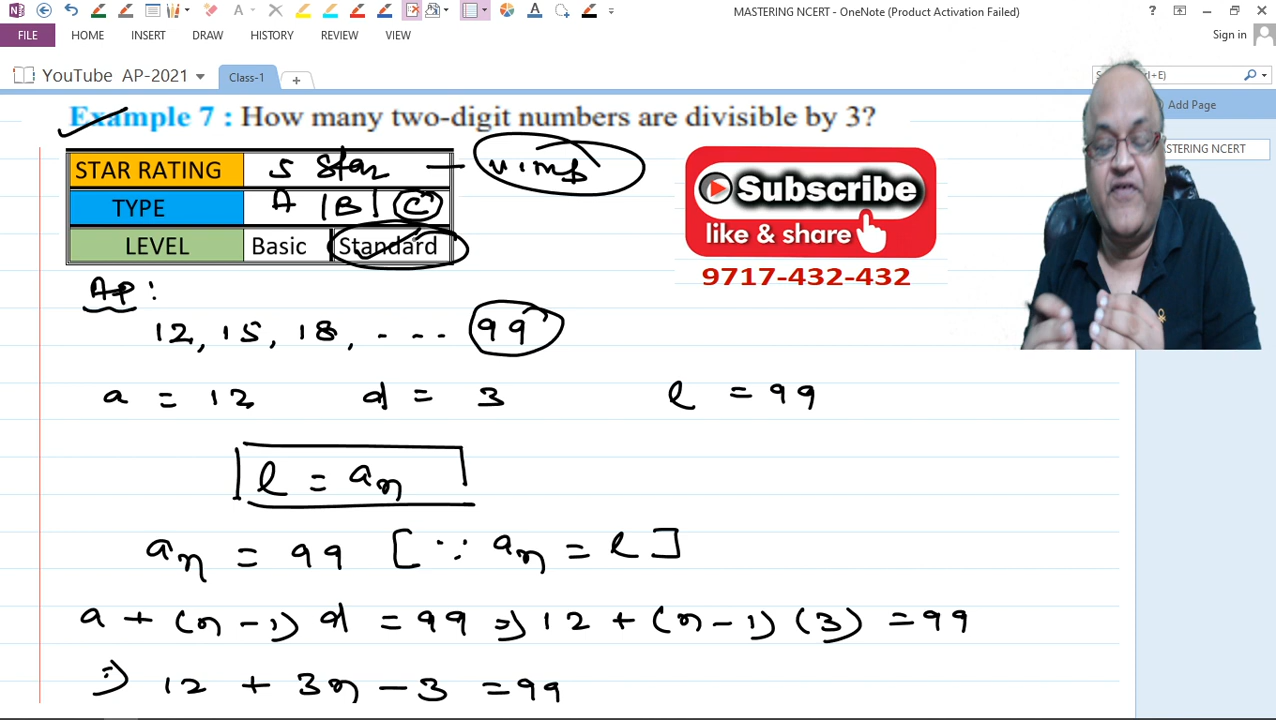 MASTERING NCERT - OneNote (Product Activation Failed)
FILE HOME INSERT DRAW HISTORY REVIEW VIEW
Sign in
YouTube AP-2021
Class-1
Add Page
MASTERING NCERT
Example 7 : How many two-digit numbers are divisible by 3?
STAR RATING 5 Star — v.imp
TYPE A |B| C
LEVEL Basic Standard
Subscribe
like & share
9717-432-432
AP :
12, 15, 18, - - - - 99
a = 12 d = 3 l = 99
l = aₙ
aₙ = 99 [∵ aₙ = l]
a + (n - 1) d = 99 ⇒ 12 + (n - 1) (3) = 99
⇒ 12 + 3n - 3 = 99